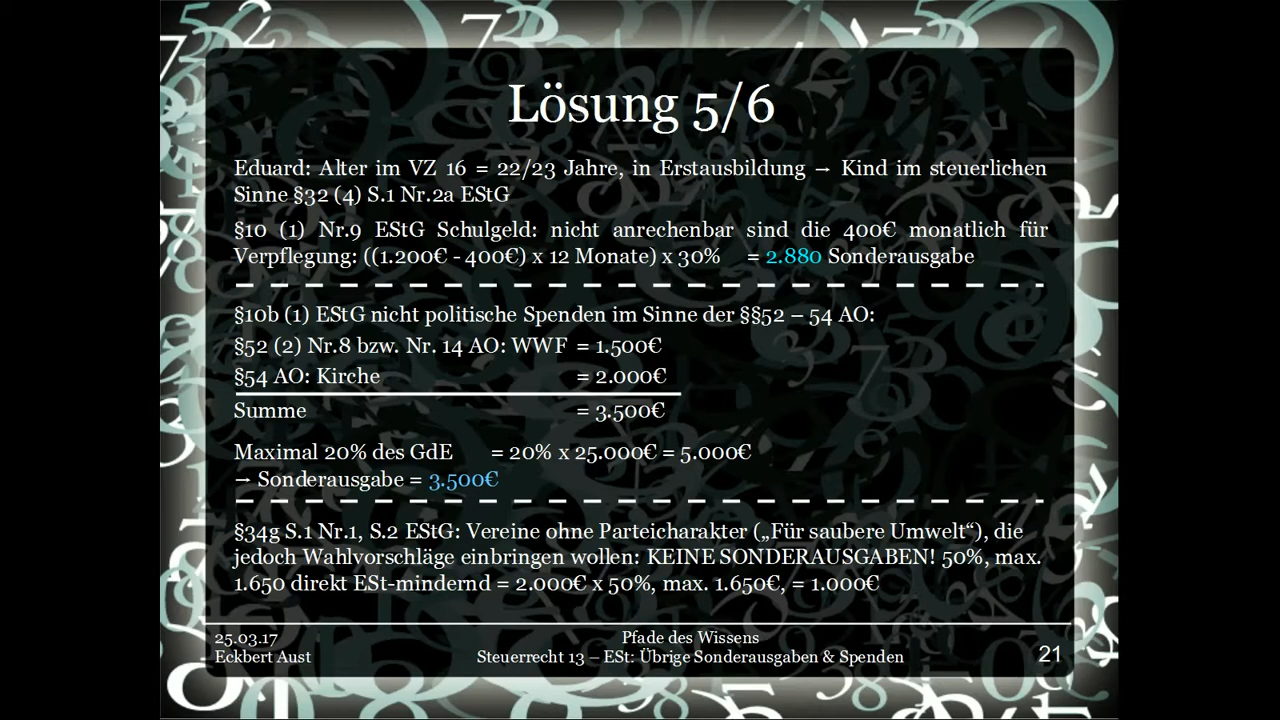 Lösung 5/6
Eduard: Alter im VZ 16 = 22/23 Jahre, in Erstausbildung → Kind im steuerlichen
Sinne §32 (4) S.1 Nr.2a EStG
§10 (1) Nr.9 EStG Schulgeld: nicht anrechenbar sind die 400€ monatlich für
Verpflegung: ((1.200€ - 400€) x 12 Monate) x 30% = 2.880 Sonderausgabe
§10b (1) EStG nicht politische Spenden im Sinne der §§52 – 54 AO:
§52 (2) Nr.8 bzw. Nr. 14 AO: WWF = 1.500€
§54 AO: Kirche = 2.000€
Summe = 3.500€
Maximal 20% des GdE = 20% x 25.000€ = 5.000€
→ Sonderausgabe = 3.500€
§34g S.1 Nr.1, S.2 EStG: Vereine ohne Parteicharakter („Für saubere Umwelt“), die
jedoch Wahlvorschläge einbringen wollen: KEINE SONDERAUSGABEN! 50%, max.
1.650 direkt ESt-mindernd = 2.000€ x 50%, max. 1.650€, = 1.000€
25.03.17 Pfade des Wissens
Eckbert Aust Steuerrecht 13 – ESt: Übrige Sonderausgaben & Spenden 21